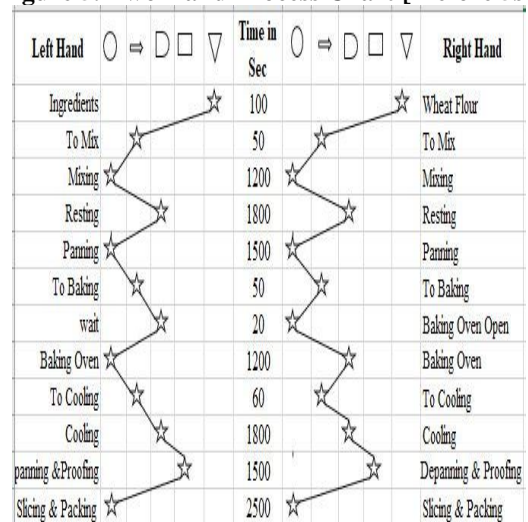 Left Hand Time in Sec Right Hand
Ingredients 100 Wheat Flour
To Mix 50 To Mix
Mixing 1200 Mixing
Resting 1800 Resting
Panning 1500 Panning
To Baking 50 To Baking
wait 20 Baking Oven Open
Baking Oven 1200 Baking Oven
To Cooling 60 To Cooling
Cooling 1800 Cooling
panning &Proofing 1500 Depanning & Proofing
Slicing & Packing 2500 Slicing & Packing